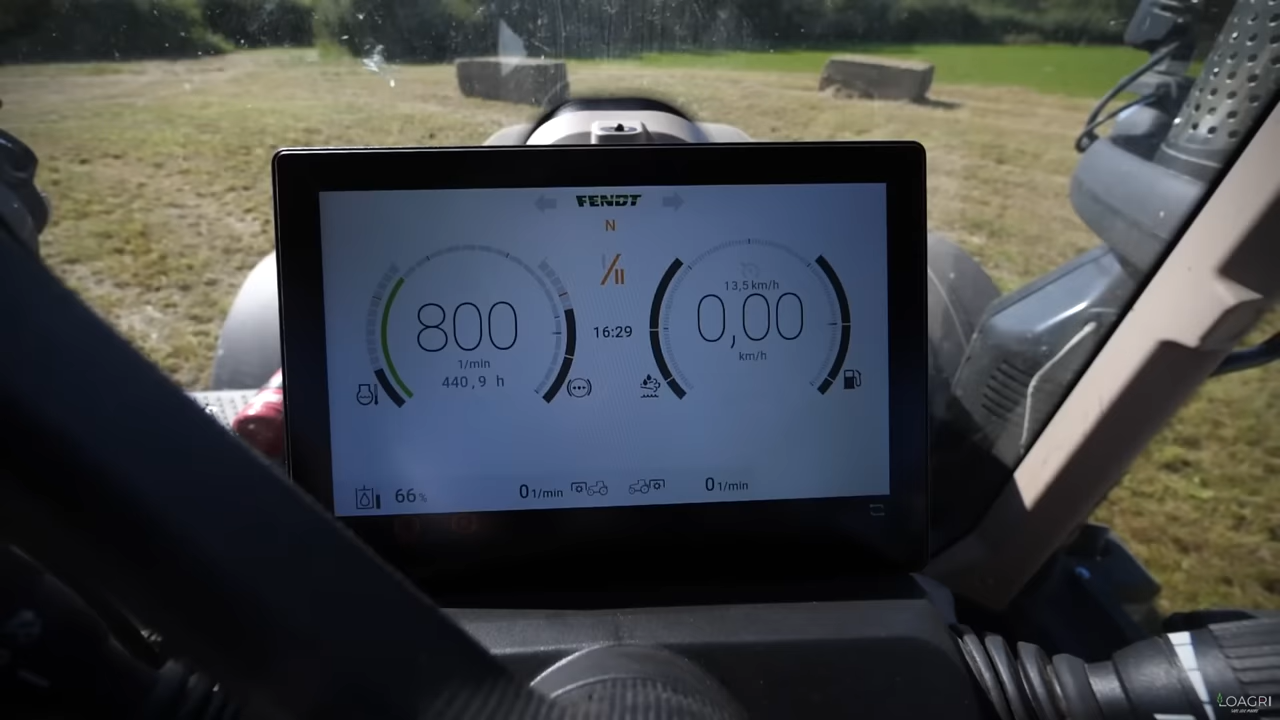 FENDT
N
800
1/min
440,9 h
16:29
13,5 km/h
0,00
km/h
66%
0 1/min
0 1/min
LOAGRI